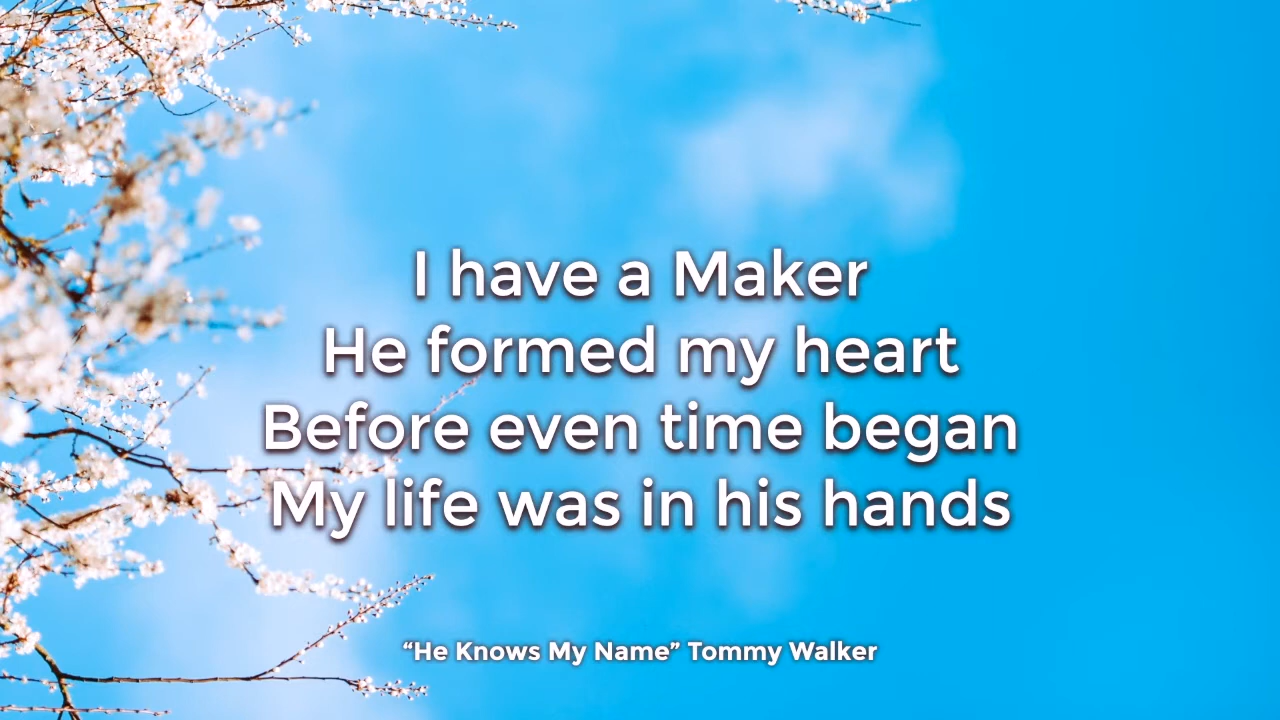 I have a Maker
He formed my heart
Before even time began
My life was in his hands
“He Knows My Name” Tommy Walker